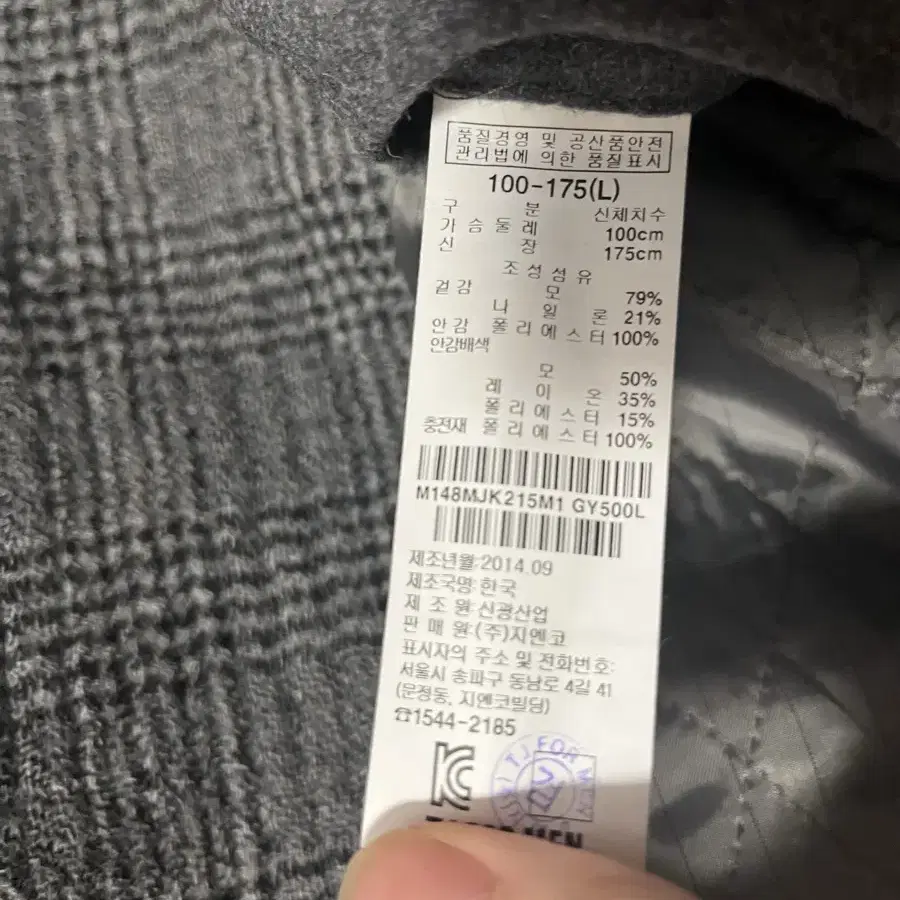 품질경영 및 공산품안전
관리법에 의한 품질표시
100-175(L)
구 분 신체치수
가 슴 둘 레 100cm
신 장 175cm
조 성 섬 유
겉 감 모 79%
나 일 론 21%
안 감 폴 리 에 스 터 100%
안감배색
모 50%
레 이 온 35%
폴 리 에 스 터 15%
충전재 폴 리 에 스 터 100%
M148MJK215M1 GY500L
제조년월:2014.09
제조국명:한국
제 조 원:신광산업
판 매 원:(주)지엔코
표시자의 주소 및 전화번호:
서울시 송파구 동남로 4길 41
(문정동, 지엔코빌딩)
☎1544-2185
FOR MEN
MEN